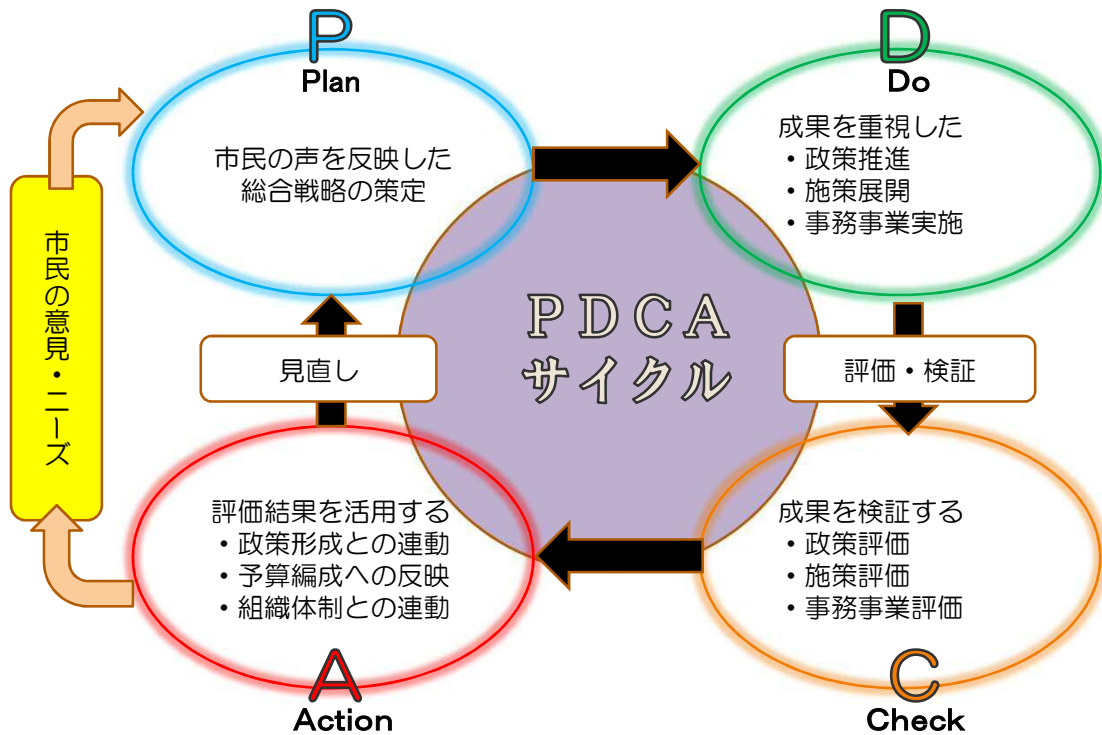 P
Plan
市民の声を反映した
総合戦略の策定
D
Do
成果を重視した
・政策推進
・施策展開
・事務事業実施
市民の意見・ニーズ
PDCA
サイクル
見直し
評価・検証
評価結果を活用する
・政策形成との連動
・予算編成への反映
・組織体制との連動
A
Action
成果を検証する
・政策評価
・施策評価
・事務事業評価
C
Check